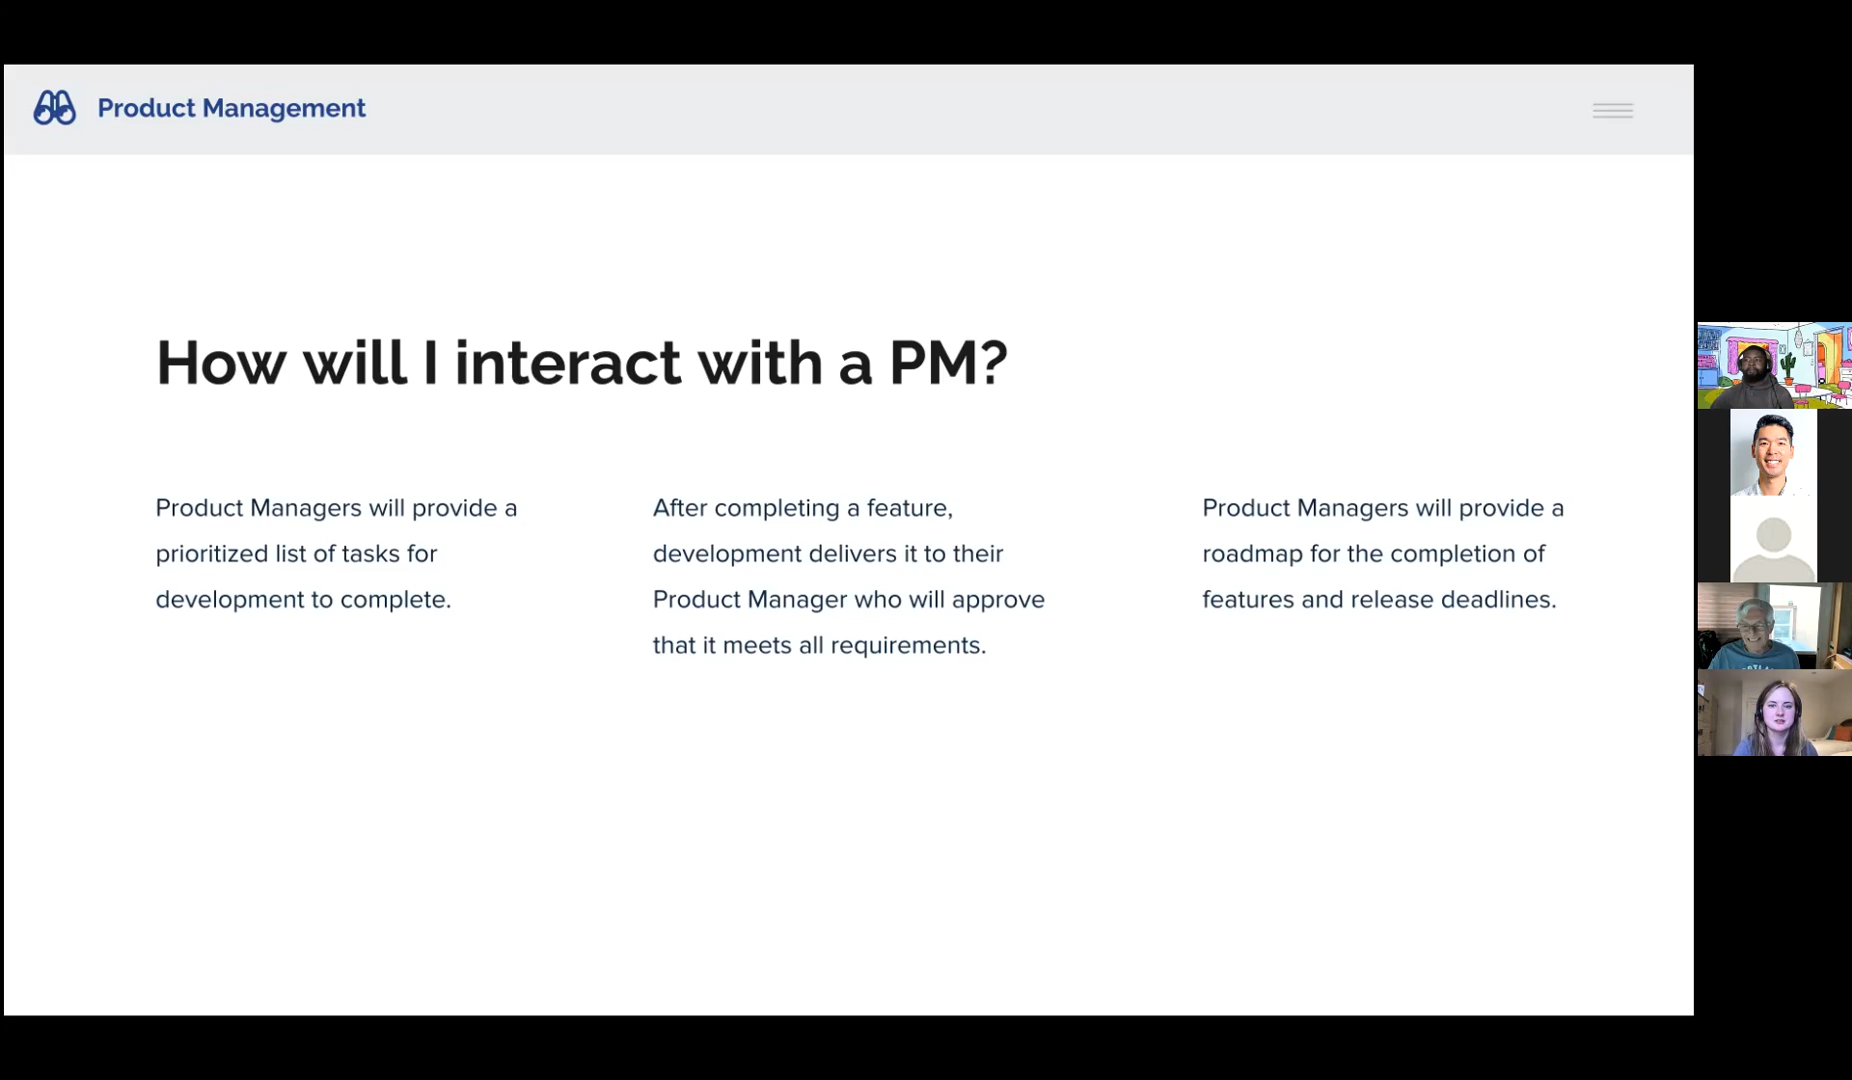 Product Management
How will I interact with a PM?
Product Managers will provide a
prioritized list of tasks for
development to complete.
After completing a feature,
development delivers it to their
Product Manager who will approve
that it meets all requirements.
Product Managers will provide a
roadmap for the completion of
features and release deadlines.